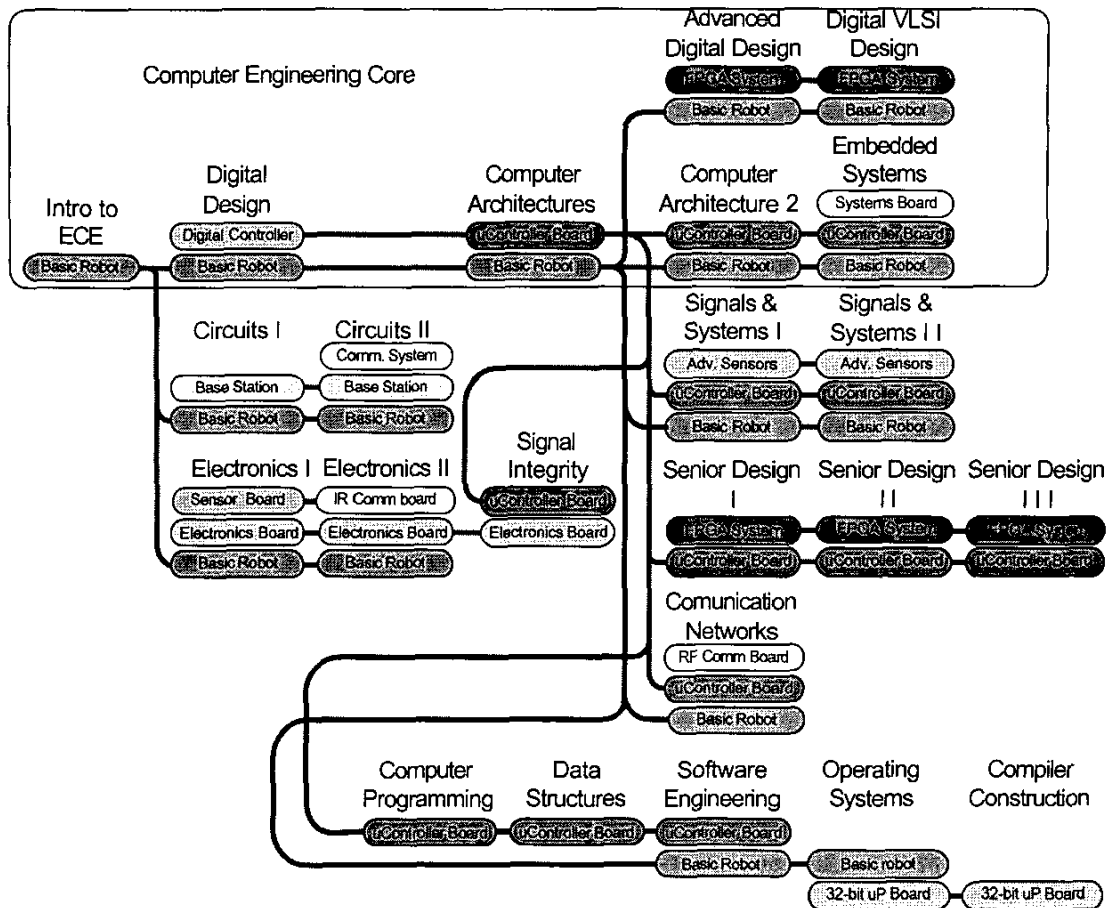 Computer Engineering Core
Advanced
Digital Design
FPGA System
Basic Robot
Digital VLSI
Design
FPGA System
Basic Robot
Intro to
ECE
Basic Robot
Digital
Design
Digital Controller
Basic Robot
Computer
Architectures
uController Board
Basic Robot
Computer
Architecture 2
uController Board
Basic Robot
Embedded
Systems
Systems Board
uController Board
Basic Robot
Circuits I
Base Station
Basic Robot
Circuits II
Comm. System
Base Station
Basic Robot
Signals &
Systems I
Adv. Sensors
uController Board
Basic Robot
Signals &
Systems I I
Adv. Sensors
uController Board
Basic Robot
Electronics I
Sensor Board
Electronics Board
Basic Robot
Electronics II
IR Comm board
Electronics Board
Basic Robot
Signal
Integrity
uController Board
Electronics Board
Senior Design
I
FPGA System
uController Board
Senior Design
I I
FPGA System
uController Board
Senior Design
I I I
FPGA System
uController Board
Comunication
Networks
RF Comm Board
uController Board
Basic Robot
Computer
Programming
uController Board
Data
Structures
uController Board
Software
Engineering
uController Board
Basic Robot
Operating
Systems
Basic robot
32-bit uP Board
Compiler
Construction
32-bit uP Board